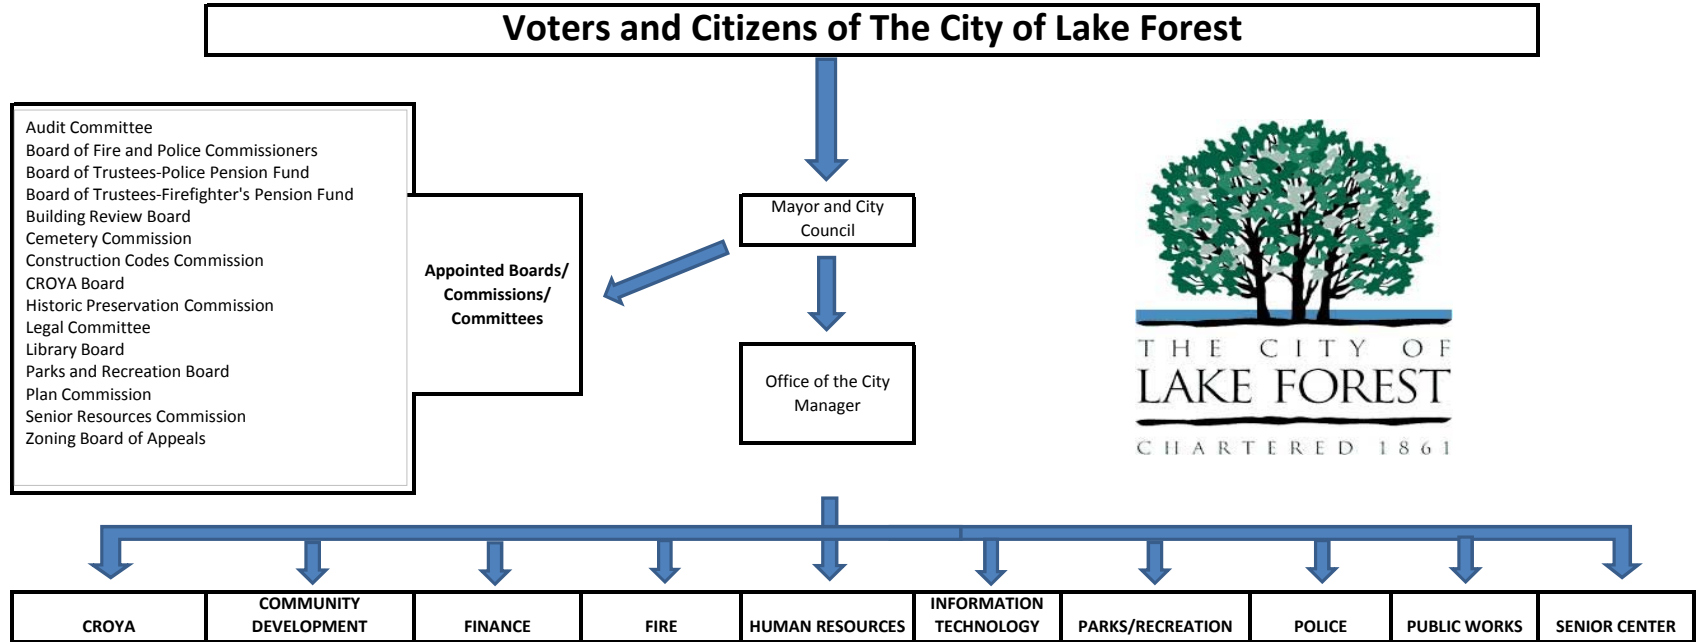 Voters and Citizens of The City of Lake Forest
Audit Committee
Board of Fire and Police Commissioners
Board of Trustees-Police Pension Fund
Board of Trustees-Firefighter's Pension Fund
Building Review Board
Cemetery Commission
Construction Codes Commission
CROYA Board
Historic Preservation Commission
Legal Committee
Library Board
Parks and Recreation Board
Plan Commission
Senior Resources Commission
Zoning Board of Appeals
Appointed Boards/
Commissions/
Committees
Mayor and City
Council
Office of the City
Manager
THE CITY OF
LAKE FOREST
CHARTERED 1861
CROYA
COMMUNITY
DEVELOPMENT
FINANCE
FIRE
HUMAN RESOURCES
INFORMATION
TECHNOLOGY
PARKS/RECREATION
POLICE
PUBLIC WORKS
SENIOR CENTER